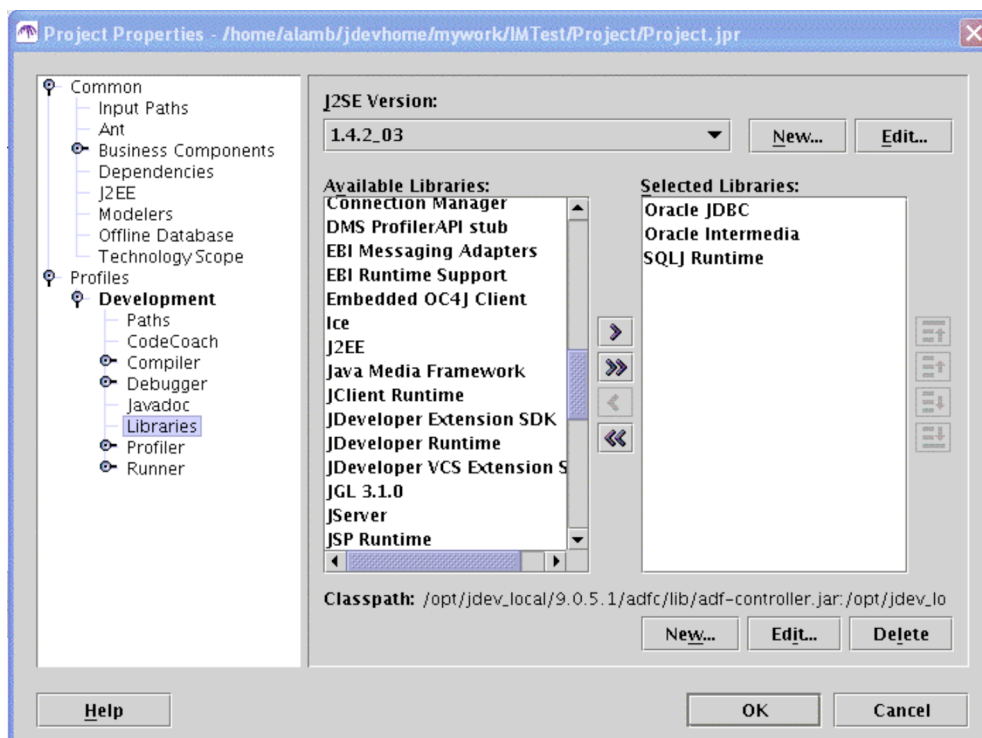 Project Properties - /home/alamb/jdevhome/mywork/IMTest/Project/Project.jpr
Common
Input Paths
Ant
Business Components
Dependencies
J2EE
Modelers
Offline Database
Technology Scope
Profiles
Development
Paths
CodeCoach
Compiler
Debugger
Javadoc
Libraries
Profiler
Runner
J2SE Version:
1.4.2_03
New...
Edit...
Available Libraries:
Connection Manager
DMS ProfilerAPI stub
EBI Messaging Adapters
EBI Runtime Support
Embedded OC4J Client
Ice
J2EE
Java Media Framework
JClient Runtime
JDeveloper Extension SDK
JDeveloper Runtime
JDeveloper VCS Extension S
JGL 3.1.0
JServer
JSP Runtime
Selected Libraries:
Oracle JDBC
Oracle Intermedia
SQLJ Runtime
Classpath: /opt/jdev_local/9.0.5.1/adfc/lib/adf-controller.jar:/opt/jdev_lo
New...
Edit...
Delete
Help
OK
Cancel